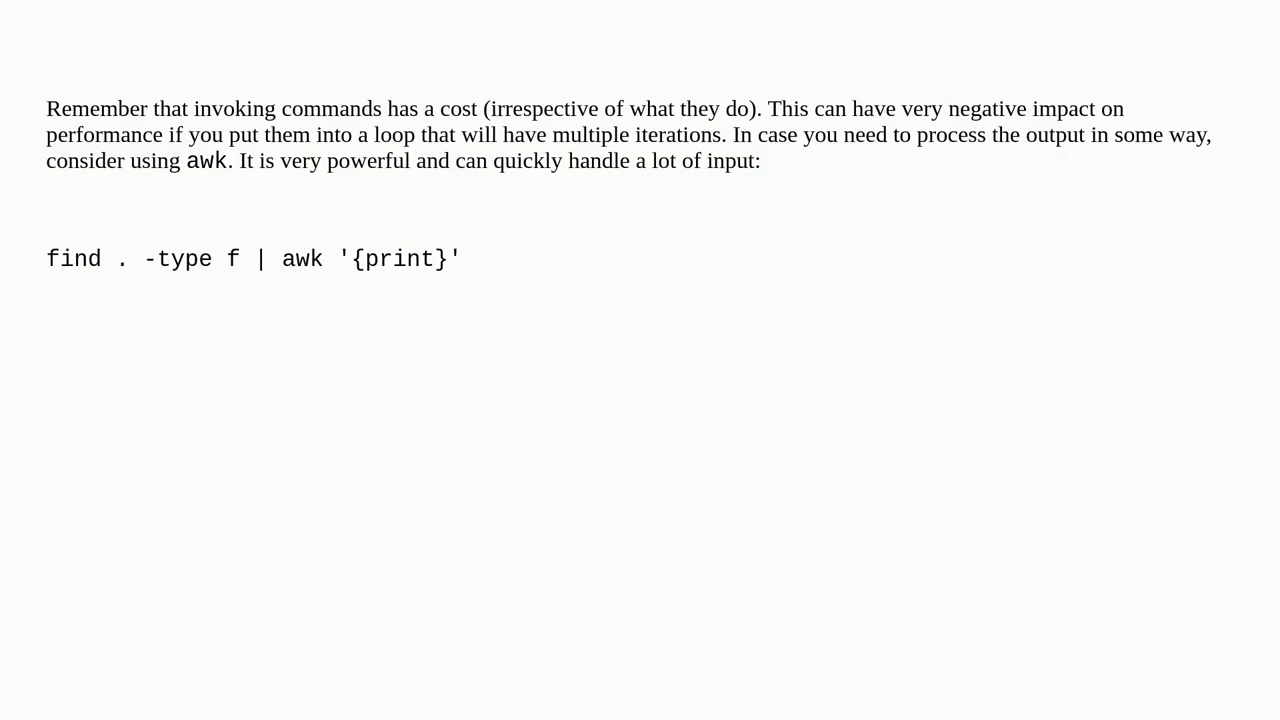 Remember that invoking commands has a cost (irrespective of what they do). This can have very negative impact on
performance if you put them into a loop that will have multiple iterations. In case you need to process the output in some way,
consider using awk. It is very powerful and can quickly handle a lot of input:
find . -type f | awk '{print}'